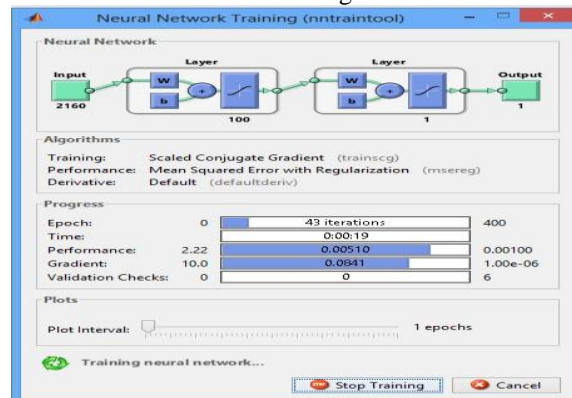 Neural Network Training (nntraintool)
Neural Network
Layer Layer
Input Output
W W
b b
+ +
2160 100 1 1
Algorithms
Training: Scaled Conjugate Gradient (trainscg)
Performance: Mean Squared Error with Regularization (msereg)
Derivative: Default (defaultderiv)
Progress
Epoch: 0 43 iterations 400
Time: 0:00:19
Performance: 2.22 0.00510 0.00100
Gradient: 10.0 0.0841 1.00e-06
Validation Checks: 0 0 6
Plots
Plot Interval: 1 epochs
Training neural network...
Stop Training Cancel